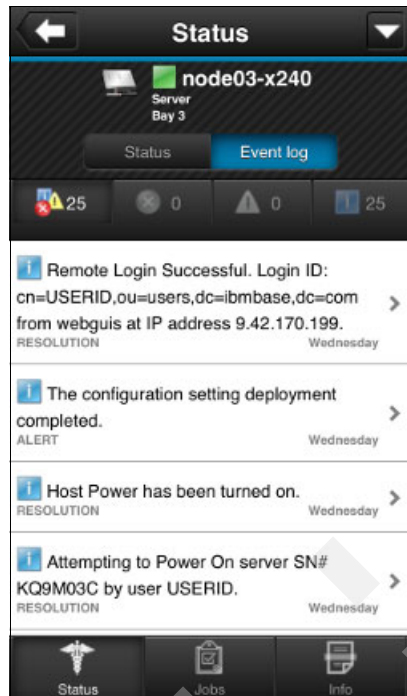 Status
node03-x240
Server
Bay 3
Status
Event log
25
0
0
25
Remote Login Successful. Login ID:
cn=USERID,ou=users,dc=ibmbase,dc=com
from webguis at IP address 9.42.170.199.
RESOLUTION
Wednesday
The configuration setting deployment
completed.
ALERT
Wednesday
Host Power has been turned on.
RESOLUTION
Wednesday
Attempting to Power On server SN#
KQ9M03C by user USERID.
RESOLUTION
Wednesday
Status
Jobs
Info